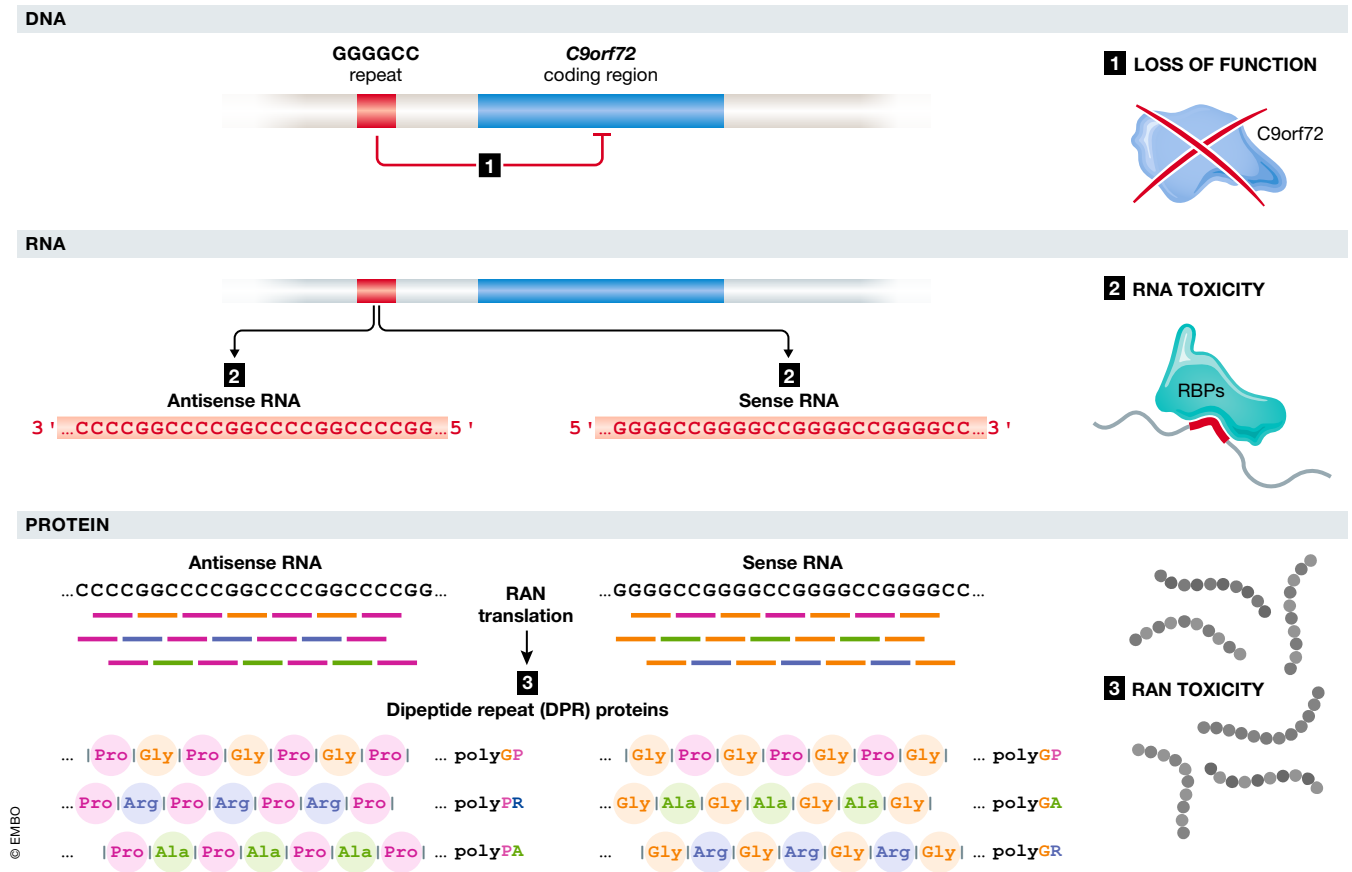 DNA
GGGGCC
repeat
C9orf72
coding region
1
1 LOSS OF FUNCTION
C9orf72
RNA
2
Antisense RNA
3 ' ...CCCCGGCCCCGGCCCCGGCCCCGG... 5 '
2
Sense RNA
5 ' ...GGGGCCGGGGCCGGGGCCGGGGCC... 3 '
2 RNA TOXICITY
RBPs
PROTEIN
Antisense RNA
...CCCCGGCCCCGGCCCCGGCCCCGG...
RAN
translation
3
Sense RNA
...GGGGCCGGGGCCGGGGCCGGGGCC...
Dipeptide repeat (DPR) proteins
... |Pro|Gly|Pro|Gly|Pro|Gly|Pro| ... polyGP
...Pro|Arg|Pro|Arg|Pro|Arg|Pro| ... polyPR
... |Pro|Ala|Pro|Ala|Pro|Ala|Pro| ... polyPA
... |Gly|Pro|Gly|Pro|Gly|Pro|Gly| ... polyGP
...Gly|Ala|Gly|Ala|Gly|Ala|Gly| ... polyGA
... |Gly|Arg|Gly|Arg|Gly|Arg|Gly| ... polyGR
3 RAN TOXICITY
© EMBO